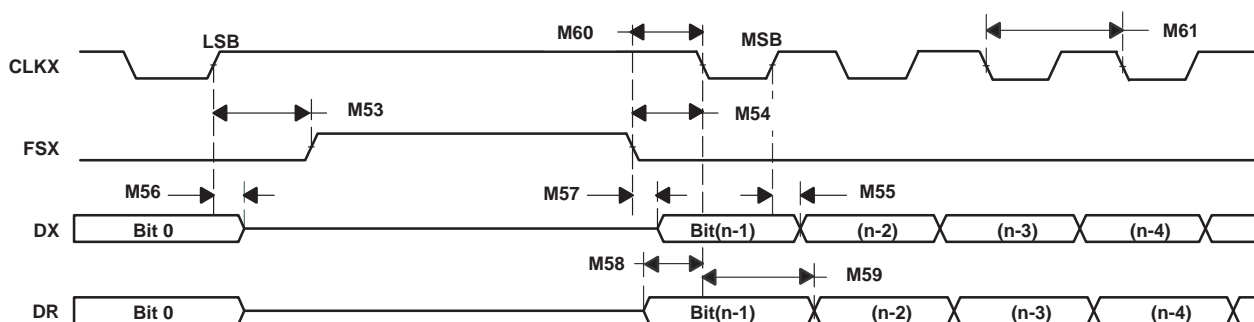 LSB
M60
MSB
M61
CLKX
M53
M54
FSX
M56
M57
M55
DX
Bit 0
Bit(n-1)
(n-2)
(n-3)
(n-4)
M58
M59
DR
Bit 0
Bit(n-1)
(n-2)
(n-3)
(n-4)